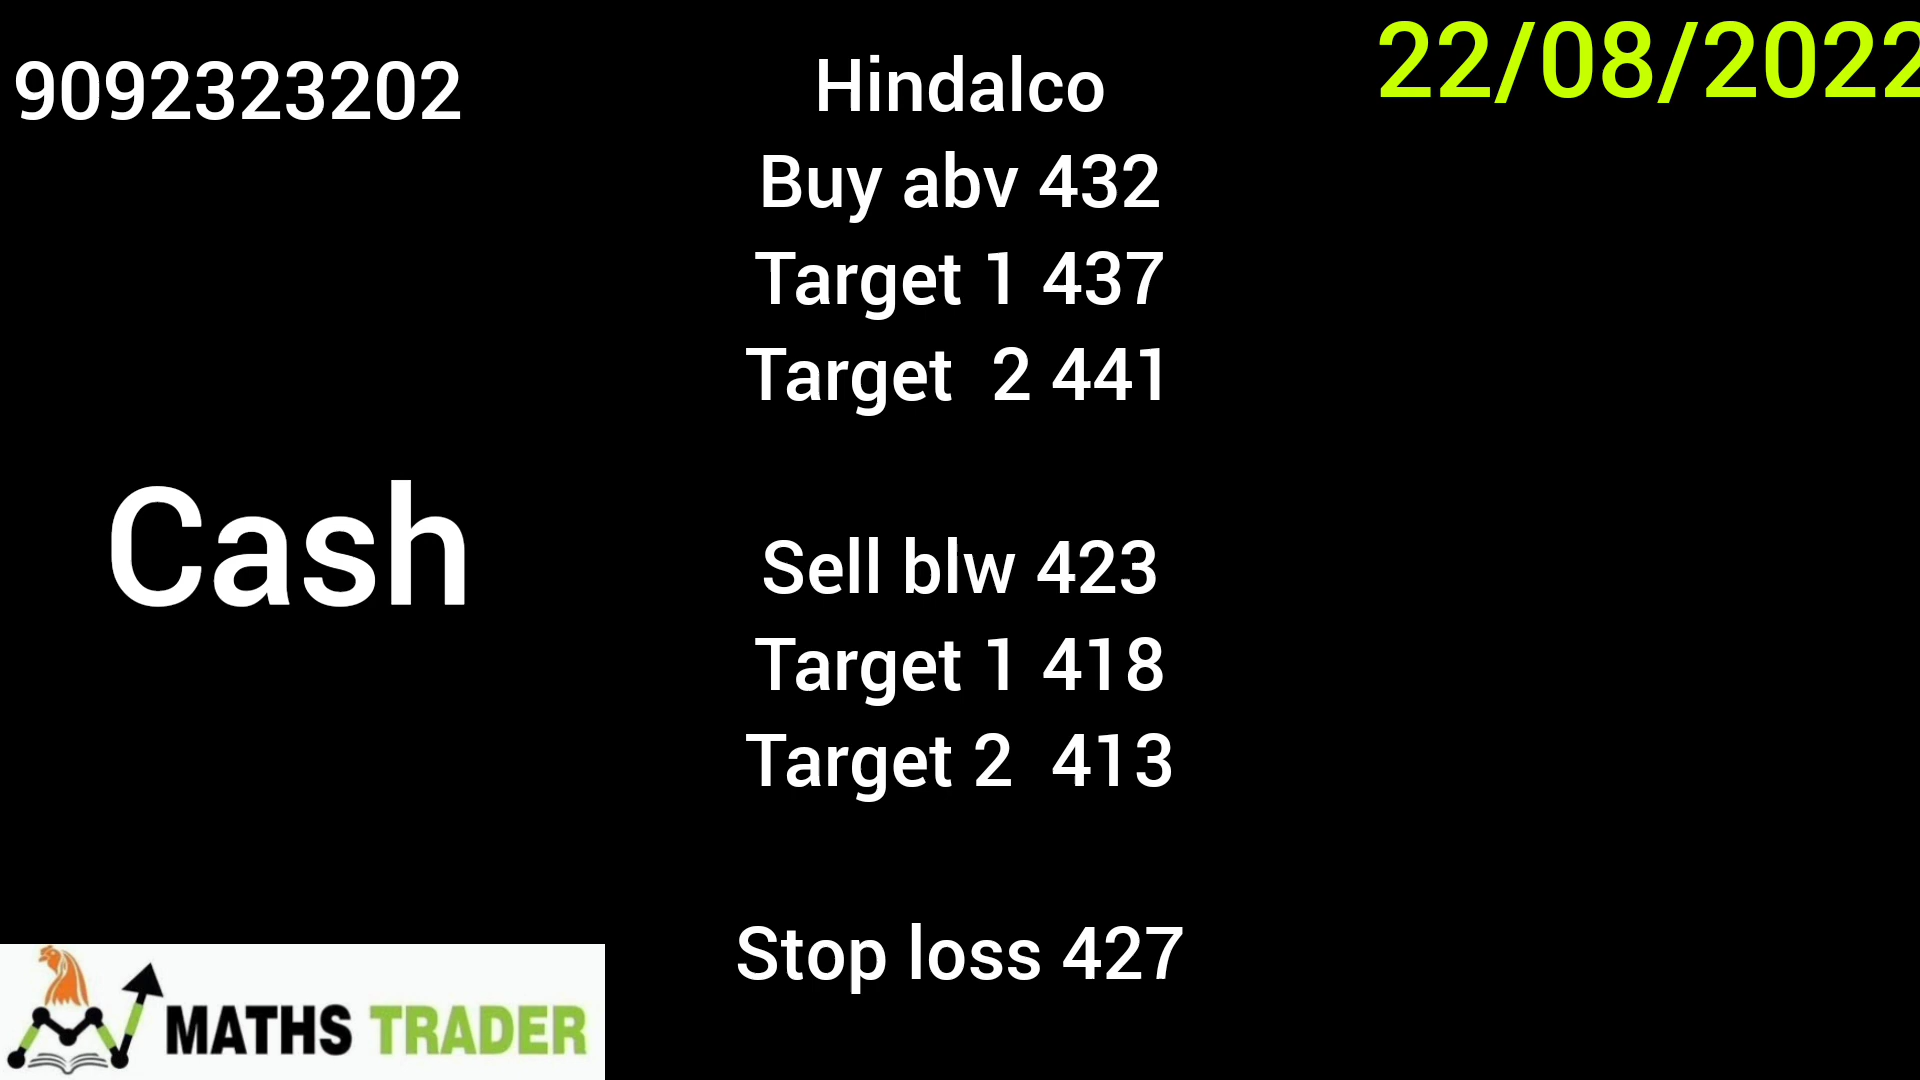 9092323202
Hindalco
22/08/2022
Buy abv 432
Target 1 437
Target  2 441
Cash
Sell blw 423
Target 1 418
Target 2  413
Stop loss 427
MATHS TRADER